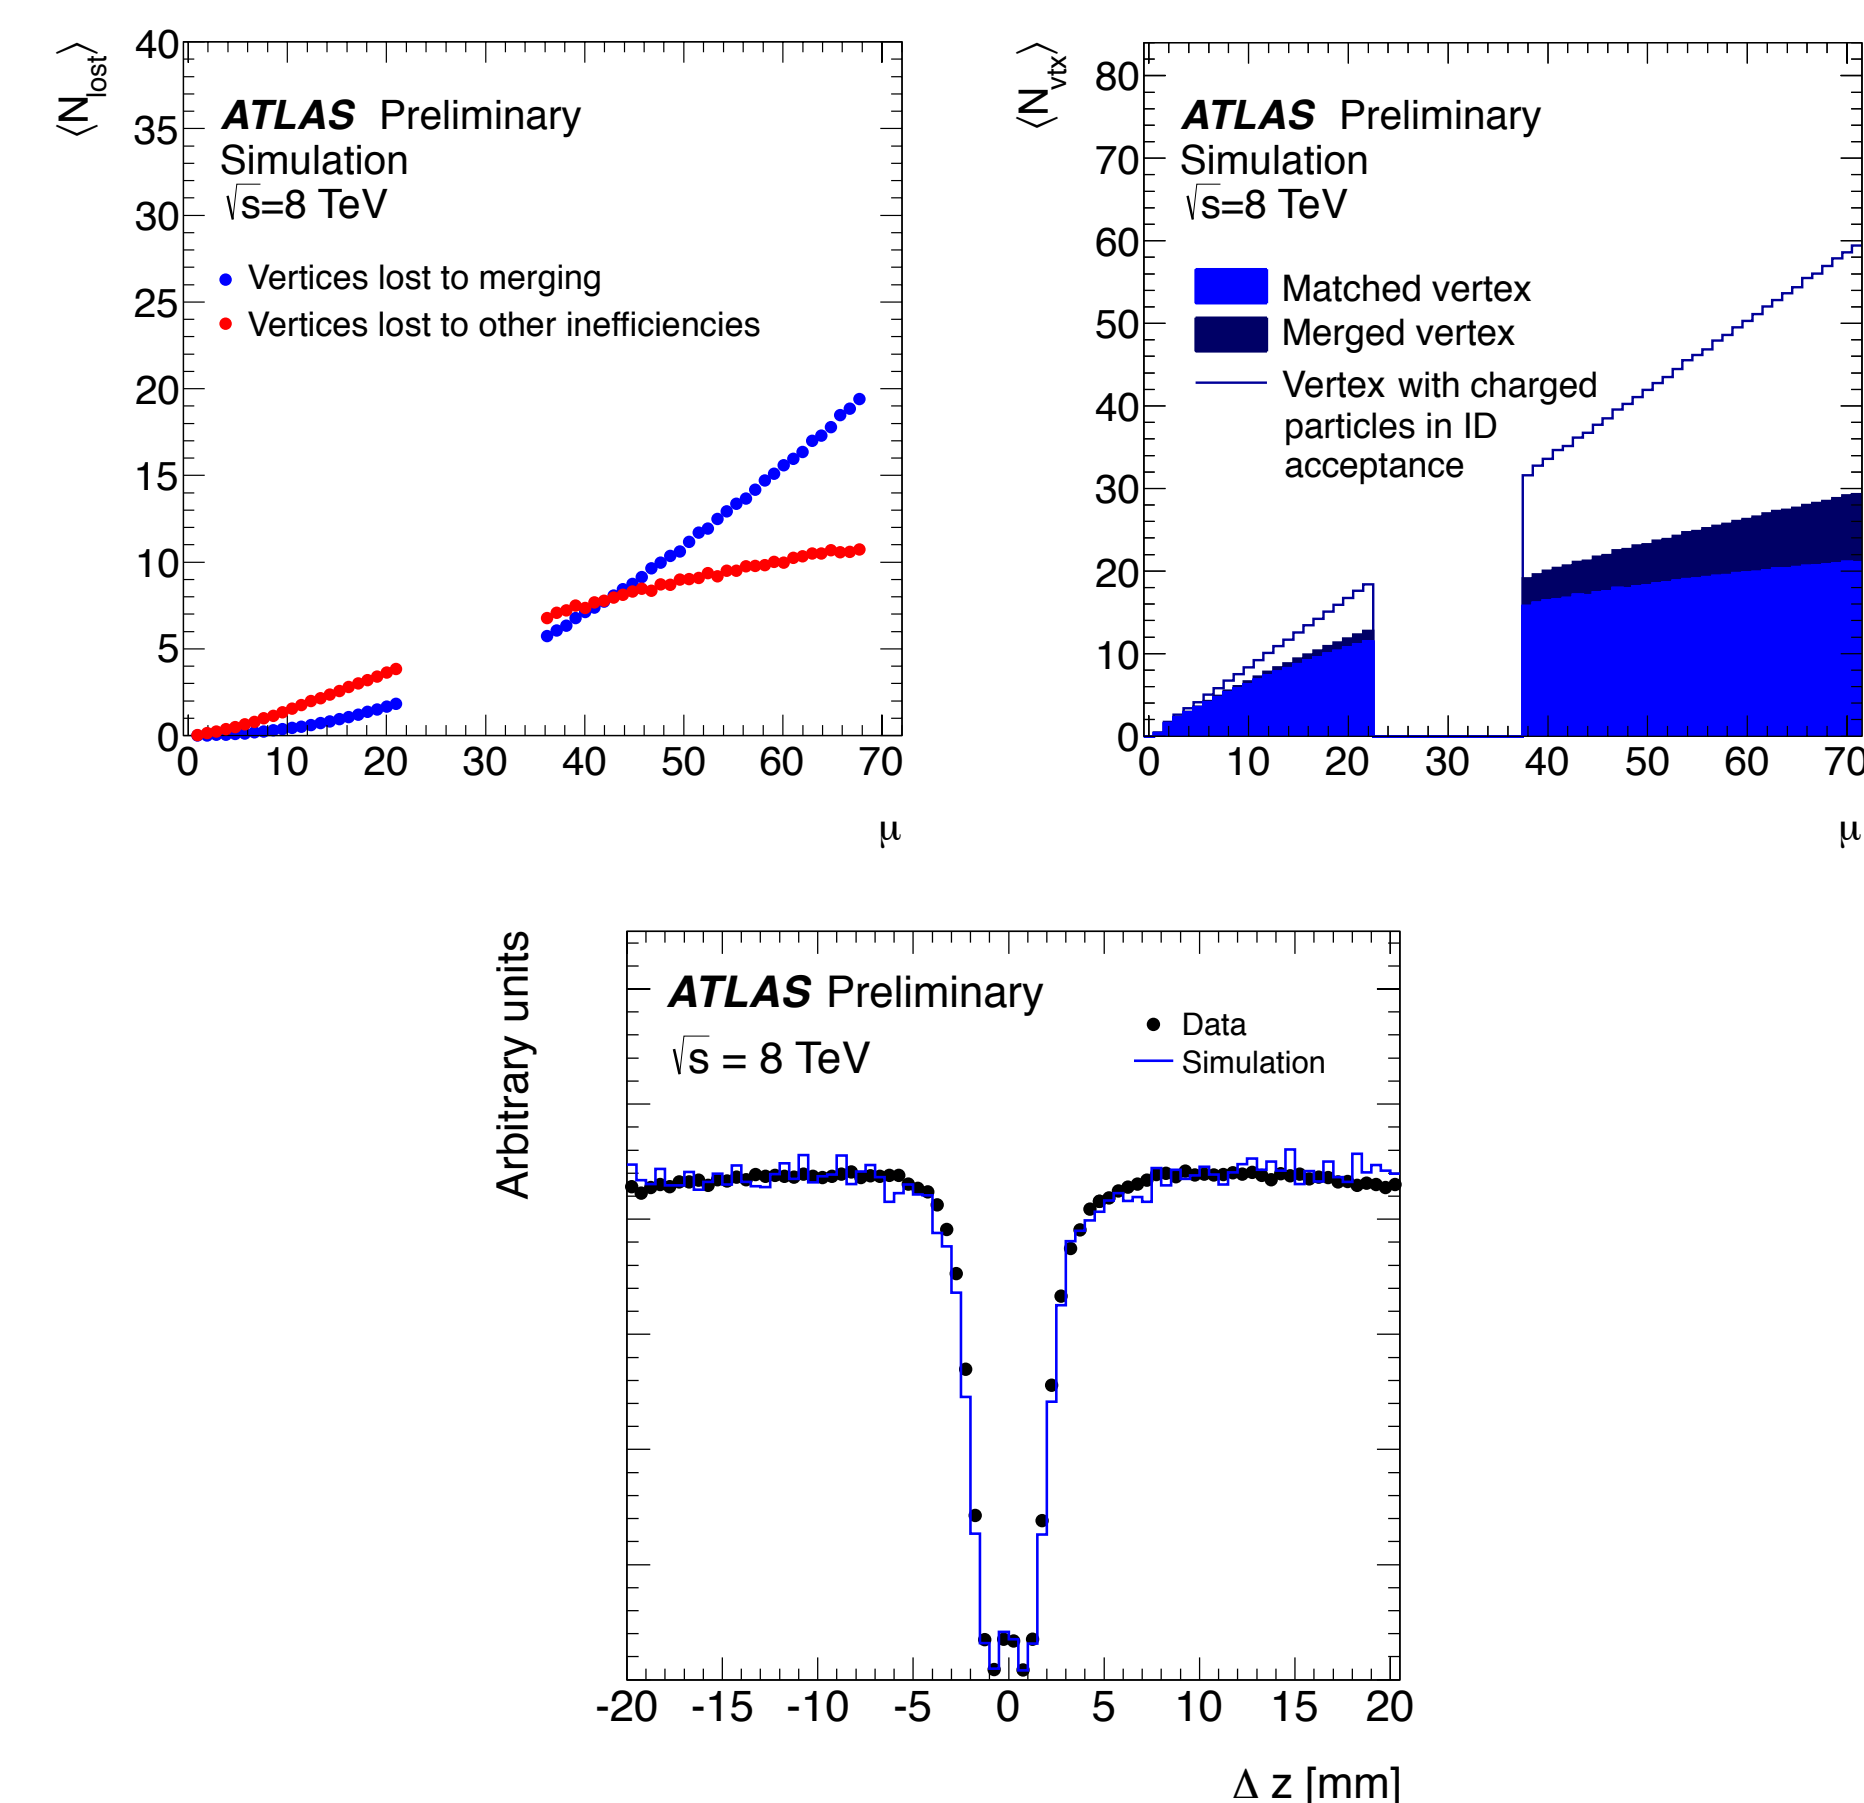 ⟨N_lost⟩
40
35
30
25
20
15
10
5
0
ATLAS Preliminary
Simulation
√s=8 TeV
Vertices lost to merging
Vertices lost to other inefficiencies
0 10 20 30 40 50 60 70
μ
⟨N_vtx⟩
80
70
60
50
40
30
20
10
0
ATLAS Preliminary
Simulation
√s=8 TeV
Matched vertex
Merged vertex
Vertex with charged
particles in ID
acceptance
0 10 20 30 40 50 60 70
μ
Arbitrary units
ATLAS Preliminary
√s = 8 TeV
Data
Simulation
-20 -15 -10 -5 0 5 10 15 20
Δ z [mm]